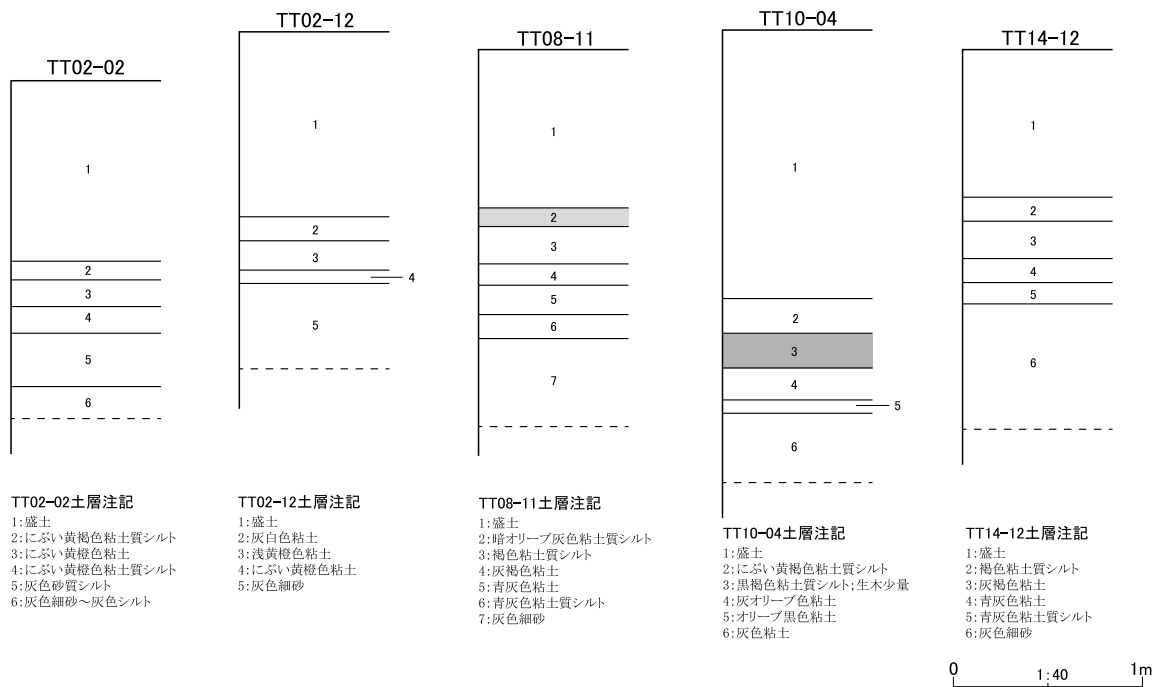 TT02-02
1
2
3
4
5
6
TT02-02土層注記
1:盛土
2:にぶい黄褐色粘土質シルト
3:にぶい黄橙色粘土
4:にぶい黄橙色粘土質シルト
5:灰色砂質シルト
6:灰色細砂～灰色シルト
TT02-12
1
2
3
4
5
TT02-12土層注記
1:盛土
2:灰白色粘土
3:浅黄橙色粘土
4:にぶい黄橙色粘土
5:灰色細砂
TT08-11
1
2
3
4
5
6
7
TT08-11土層注記
1:盛土
2:暗オリーブ灰色粘土質シルト
3:褐色粘土質シルト
4:灰褐色粘土
5:青灰色粘土
6:青灰色粘土質シルト
7:灰色細砂
TT10-04
1
2
3
4
5
6
TT10-04土層注記
1:盛土
2:にぶい黄褐色粘土質シルト
3:黒褐色粘土質シルト;生木少量
4:灰オリーブ色粘土
5:オリーブ黒色粘土
6:灰色粘土
TT14-12
1
2
3
4
5
6
TT14-12土層注記
1:盛土
2:褐色粘土質シルト
3:灰褐色粘土
4:青灰色粘土
5:青灰色粘土質シルト
6:灰色細砂
0 1:40 1m